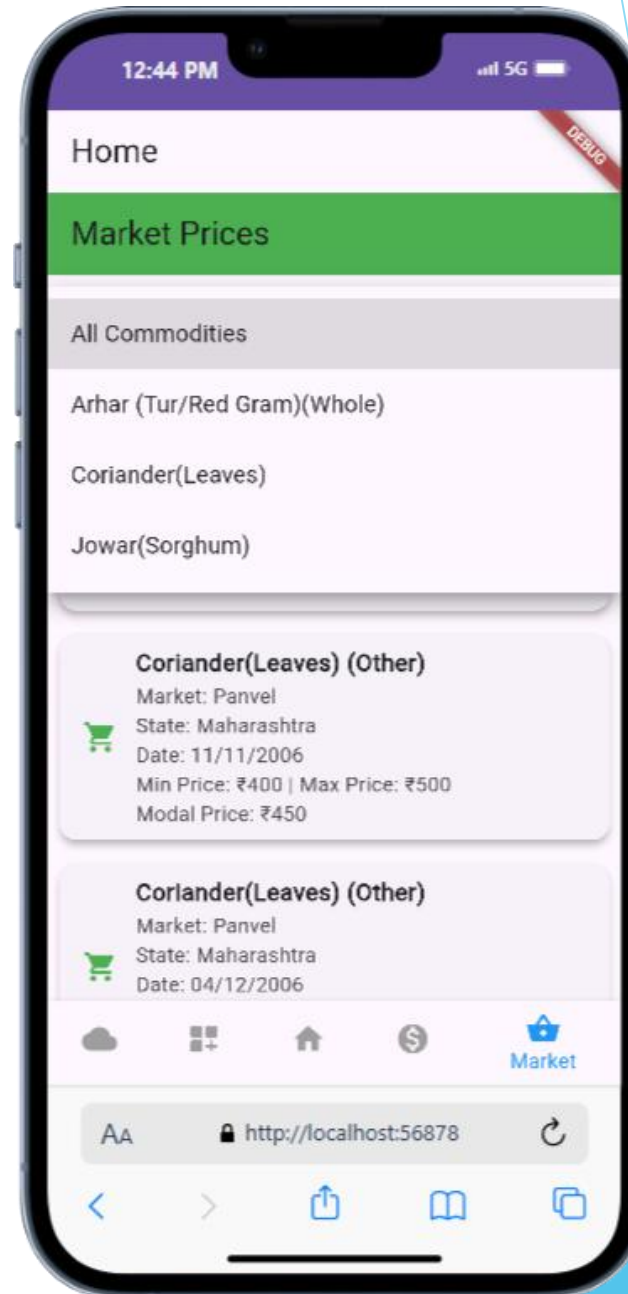 12:44 PM
5G
Home
DEBUG
Market Prices
All Commodities
Arhar (Tur/Red Gram)(Whole)
Coriander(Leaves)
Jowar(Sorghum)
Coriander(Leaves) (Other)
Market: Panvel
State: Maharashtra
Date: 11/11/2006
Min Price: ₹400 | Max Price: ₹500
Modal Price: ₹450
Coriander(Leaves) (Other)
Market: Panvel
State: Maharashtra
Date: 04/12/2006
Market
AA
http://localhost:56878